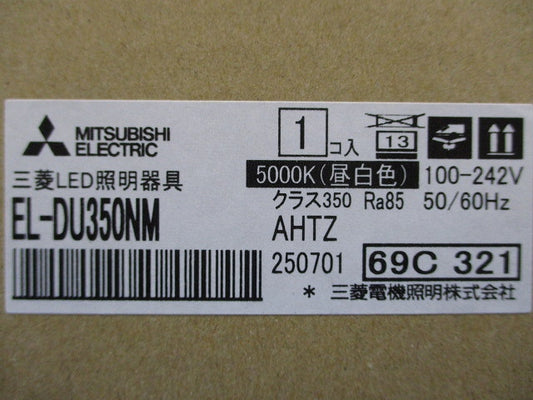 MITSUBISHI
ELECTRIC
1コ入
13
三菱LED照明器具
5000K(昼白色) 100-242V
クラス350 Ra85 50/60Hz
EL-DU350NM
AHTZ
250701 69C 321
* 三菱電機照明株式会社